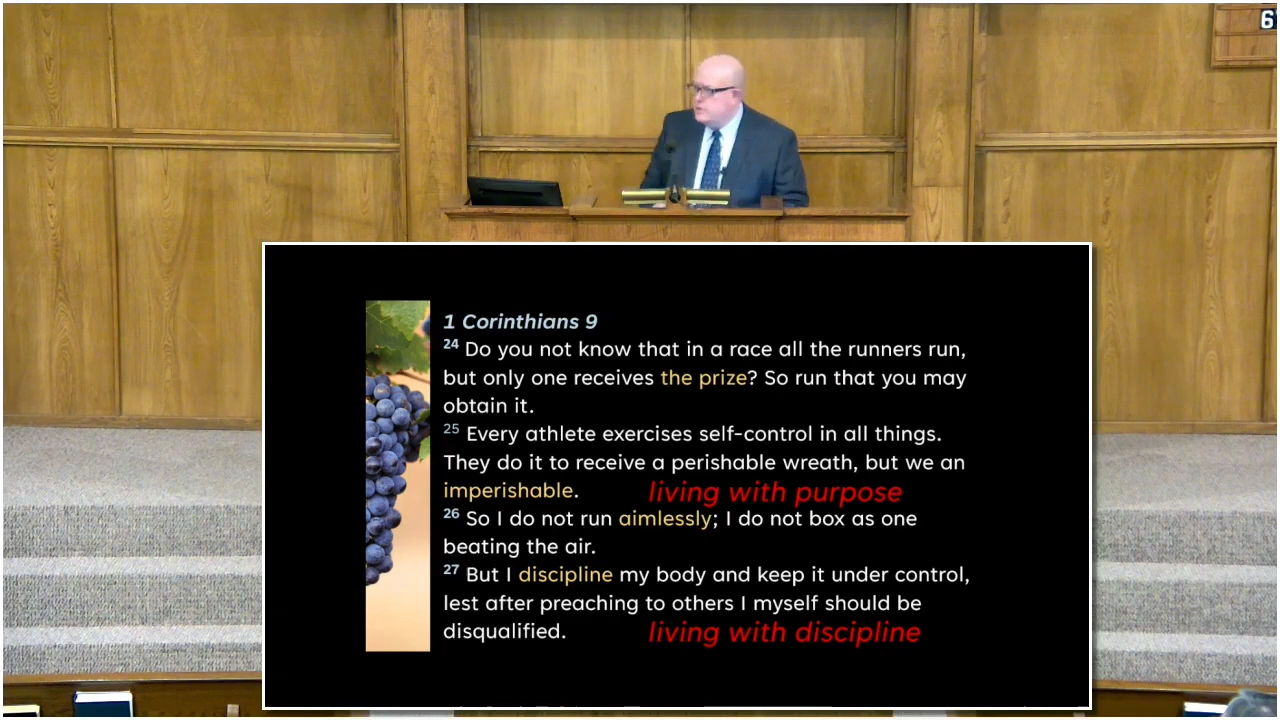 6
1 Corinthians 9
24 Do you not know that in a race all the runners run,
but only one receives the prize? So run that you may
obtain it.
25 Every athlete exercises self-control in all things.
They do it to receive a perishable wreath, but we an
imperishable. living with purpose
26 So I do not run aimlessly; I do not box as one
beating the air.
27 But I discipline my body and keep it under control,
lest after preaching to others I myself should be
disqualified. living with discipline